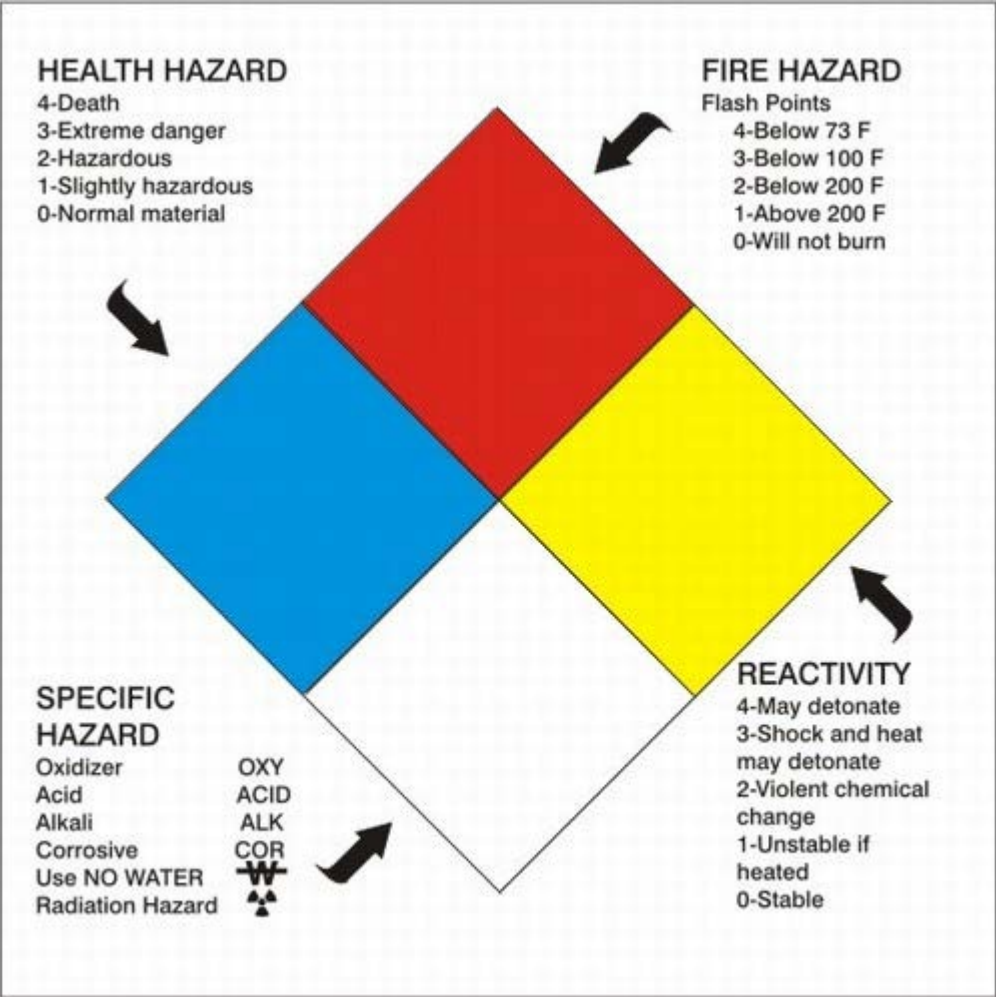 HEALTH HAZARD
4-Death
3-Extreme danger
2-Hazardous
1-Slightly hazardous
0-Normal material
FIRE HAZARD
Flash Points
4-Below 73 F
3-Below 100 F
2-Below 200 F
1-Above 200 F
0-Will not burn
SPECIFIC
HAZARD
Oxidizer OXY
Acid ACID
Alkali ALK
Corrosive COR
Use NO WATER W
Radiation Hazard
REACTIVITY
4-May detonate
3-Shock and heat
may detonate
2-Violent chemical
change
1-Unstable if
heated
0-Stable